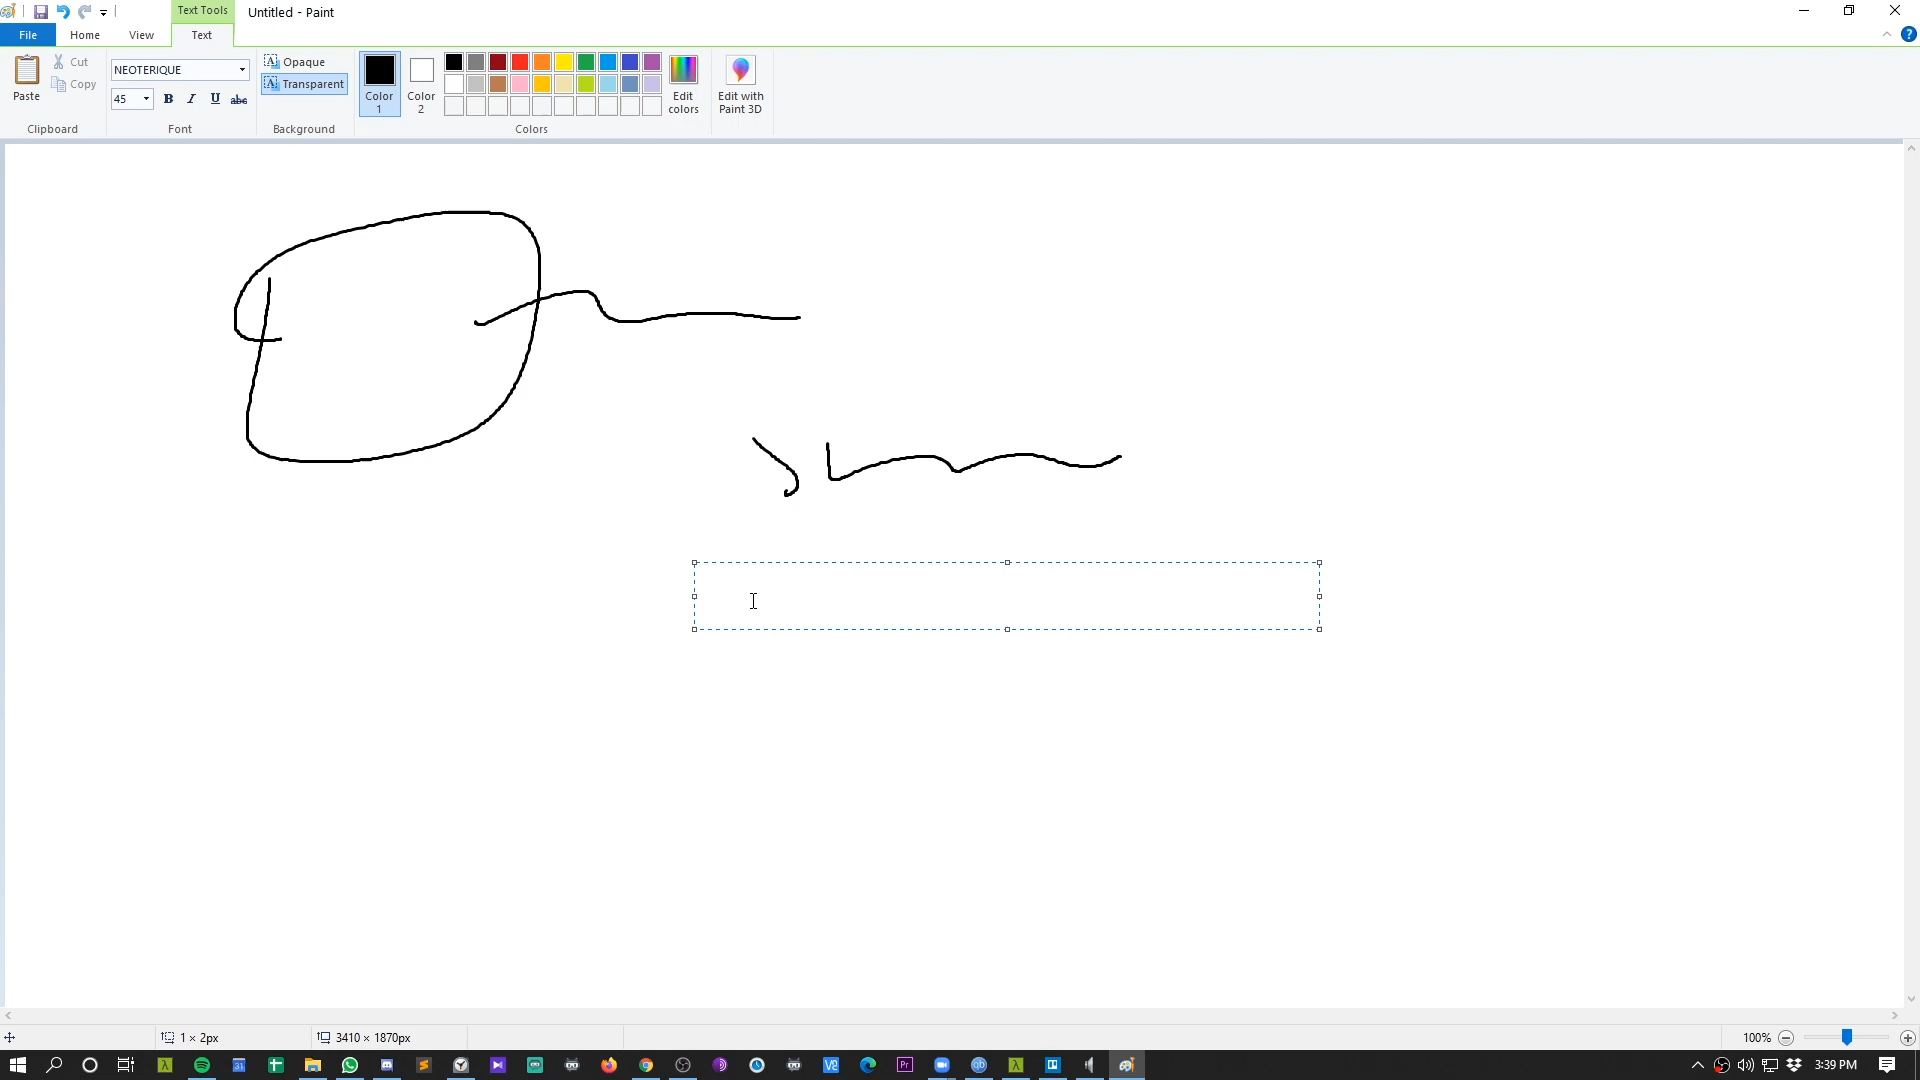 Text Tools
Untitled - Paint
File
Home
View
Text
Paste
Cut
Copy
Clipboard
NEOTERIQUE
45
B I U abc
Font
Opaque
Transparent
Background
Color 1
Color 2
Edit colors
Colors
Edit with Paint 3D
1 × 2px
3410 × 1870px
100%
3:39 PM